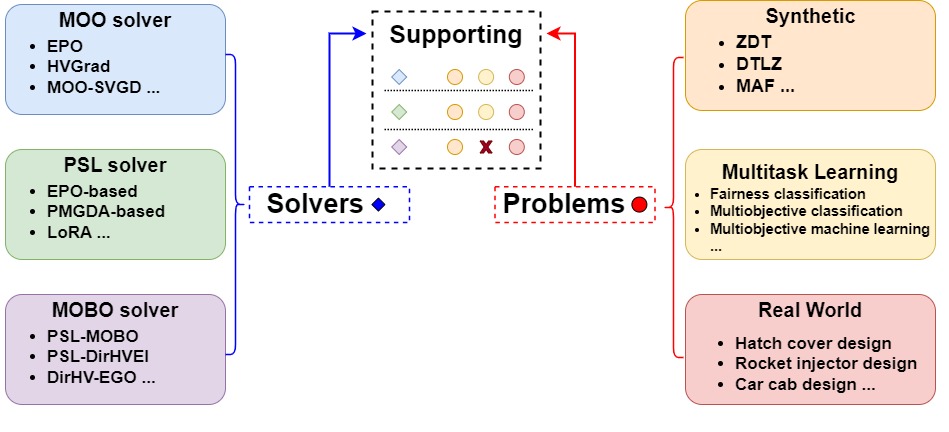 MOO solver
EPO
HVGrad
MOO-SVGD ...
PSL solver
EPO-based
PMGDA-based
LoRA ...
MOBO solver
PSL-MOBO
PSL-DirHVEI
DirHV-EGO ...
Solvers
Supporting
X
Problems
Synthetic
ZDT
DTLZ
MAF ...
Multitask Learning
Fairness classification
Multiobjective classification
Multiobjective machine learning
...
Real World
Hatch cover design
Rocket injector design
Car cab design ...